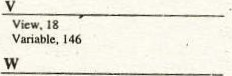 V
View, 18
Variable, 146
W